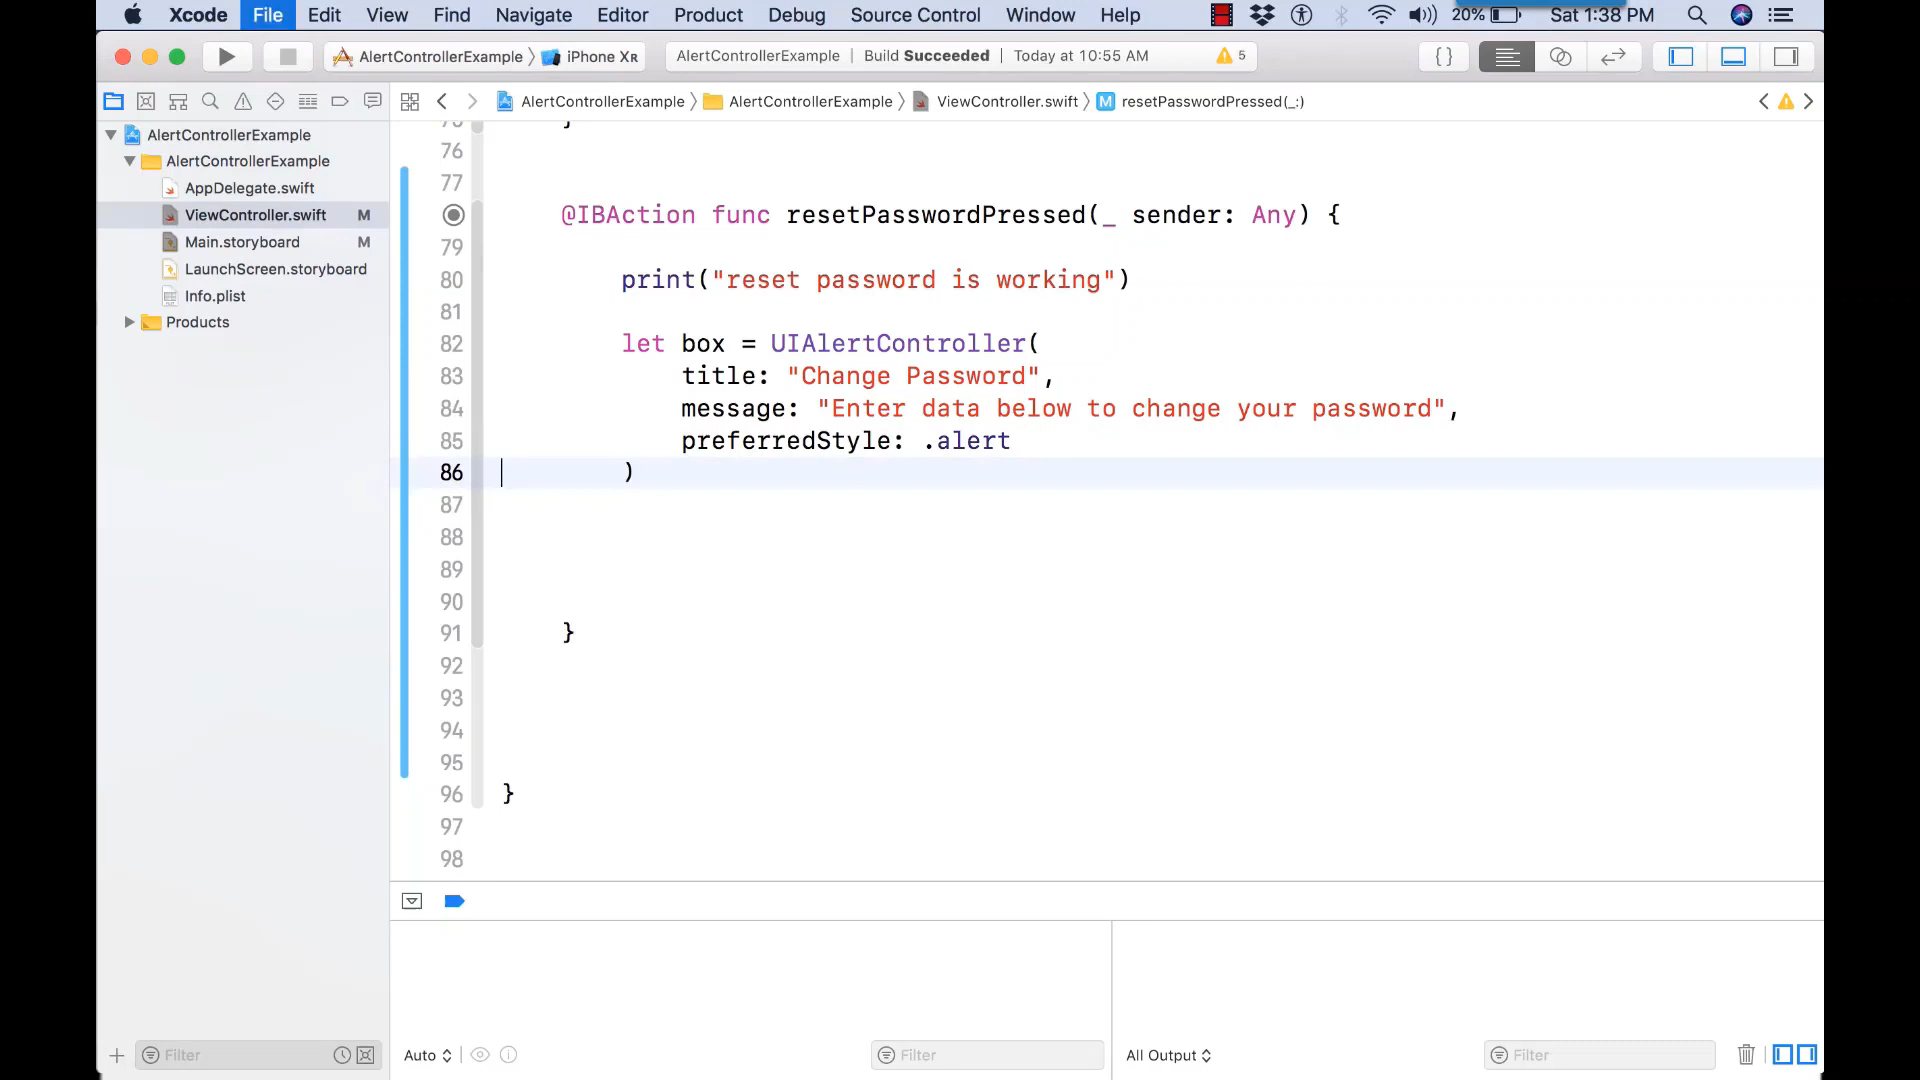 Xcode File Edit View Find Navigate Editor Product Debug Source Control Window Help 20% Sat 1:38 PM
AlertControllerExample iPhone XR AlertControllerExample Build Succeeded Today at 10:55 AM 5
AlertControllerExample AlertControllerExample ViewController.swift M resetPasswordPressed(_:)
AlertControllerExample
AlertControllerExample
AppDelegate.swift
ViewController.swift M
Main.storyboard M
LaunchScreen.storyboard
Info.plist
Products
75 }
76
77
@IBAction func resetPasswordPressed(_ sender: Any) {
79
80 print("reset password is working")
81
82 let box = UIAlertController(
83 title: "Change Password",
84 message: "Enter data below to change your password",
85 preferredStyle: .alert
86 )
87
88
89
90
91 }
92
93
94
95
96 }
97
98
Filter Auto Filter All Output Filter